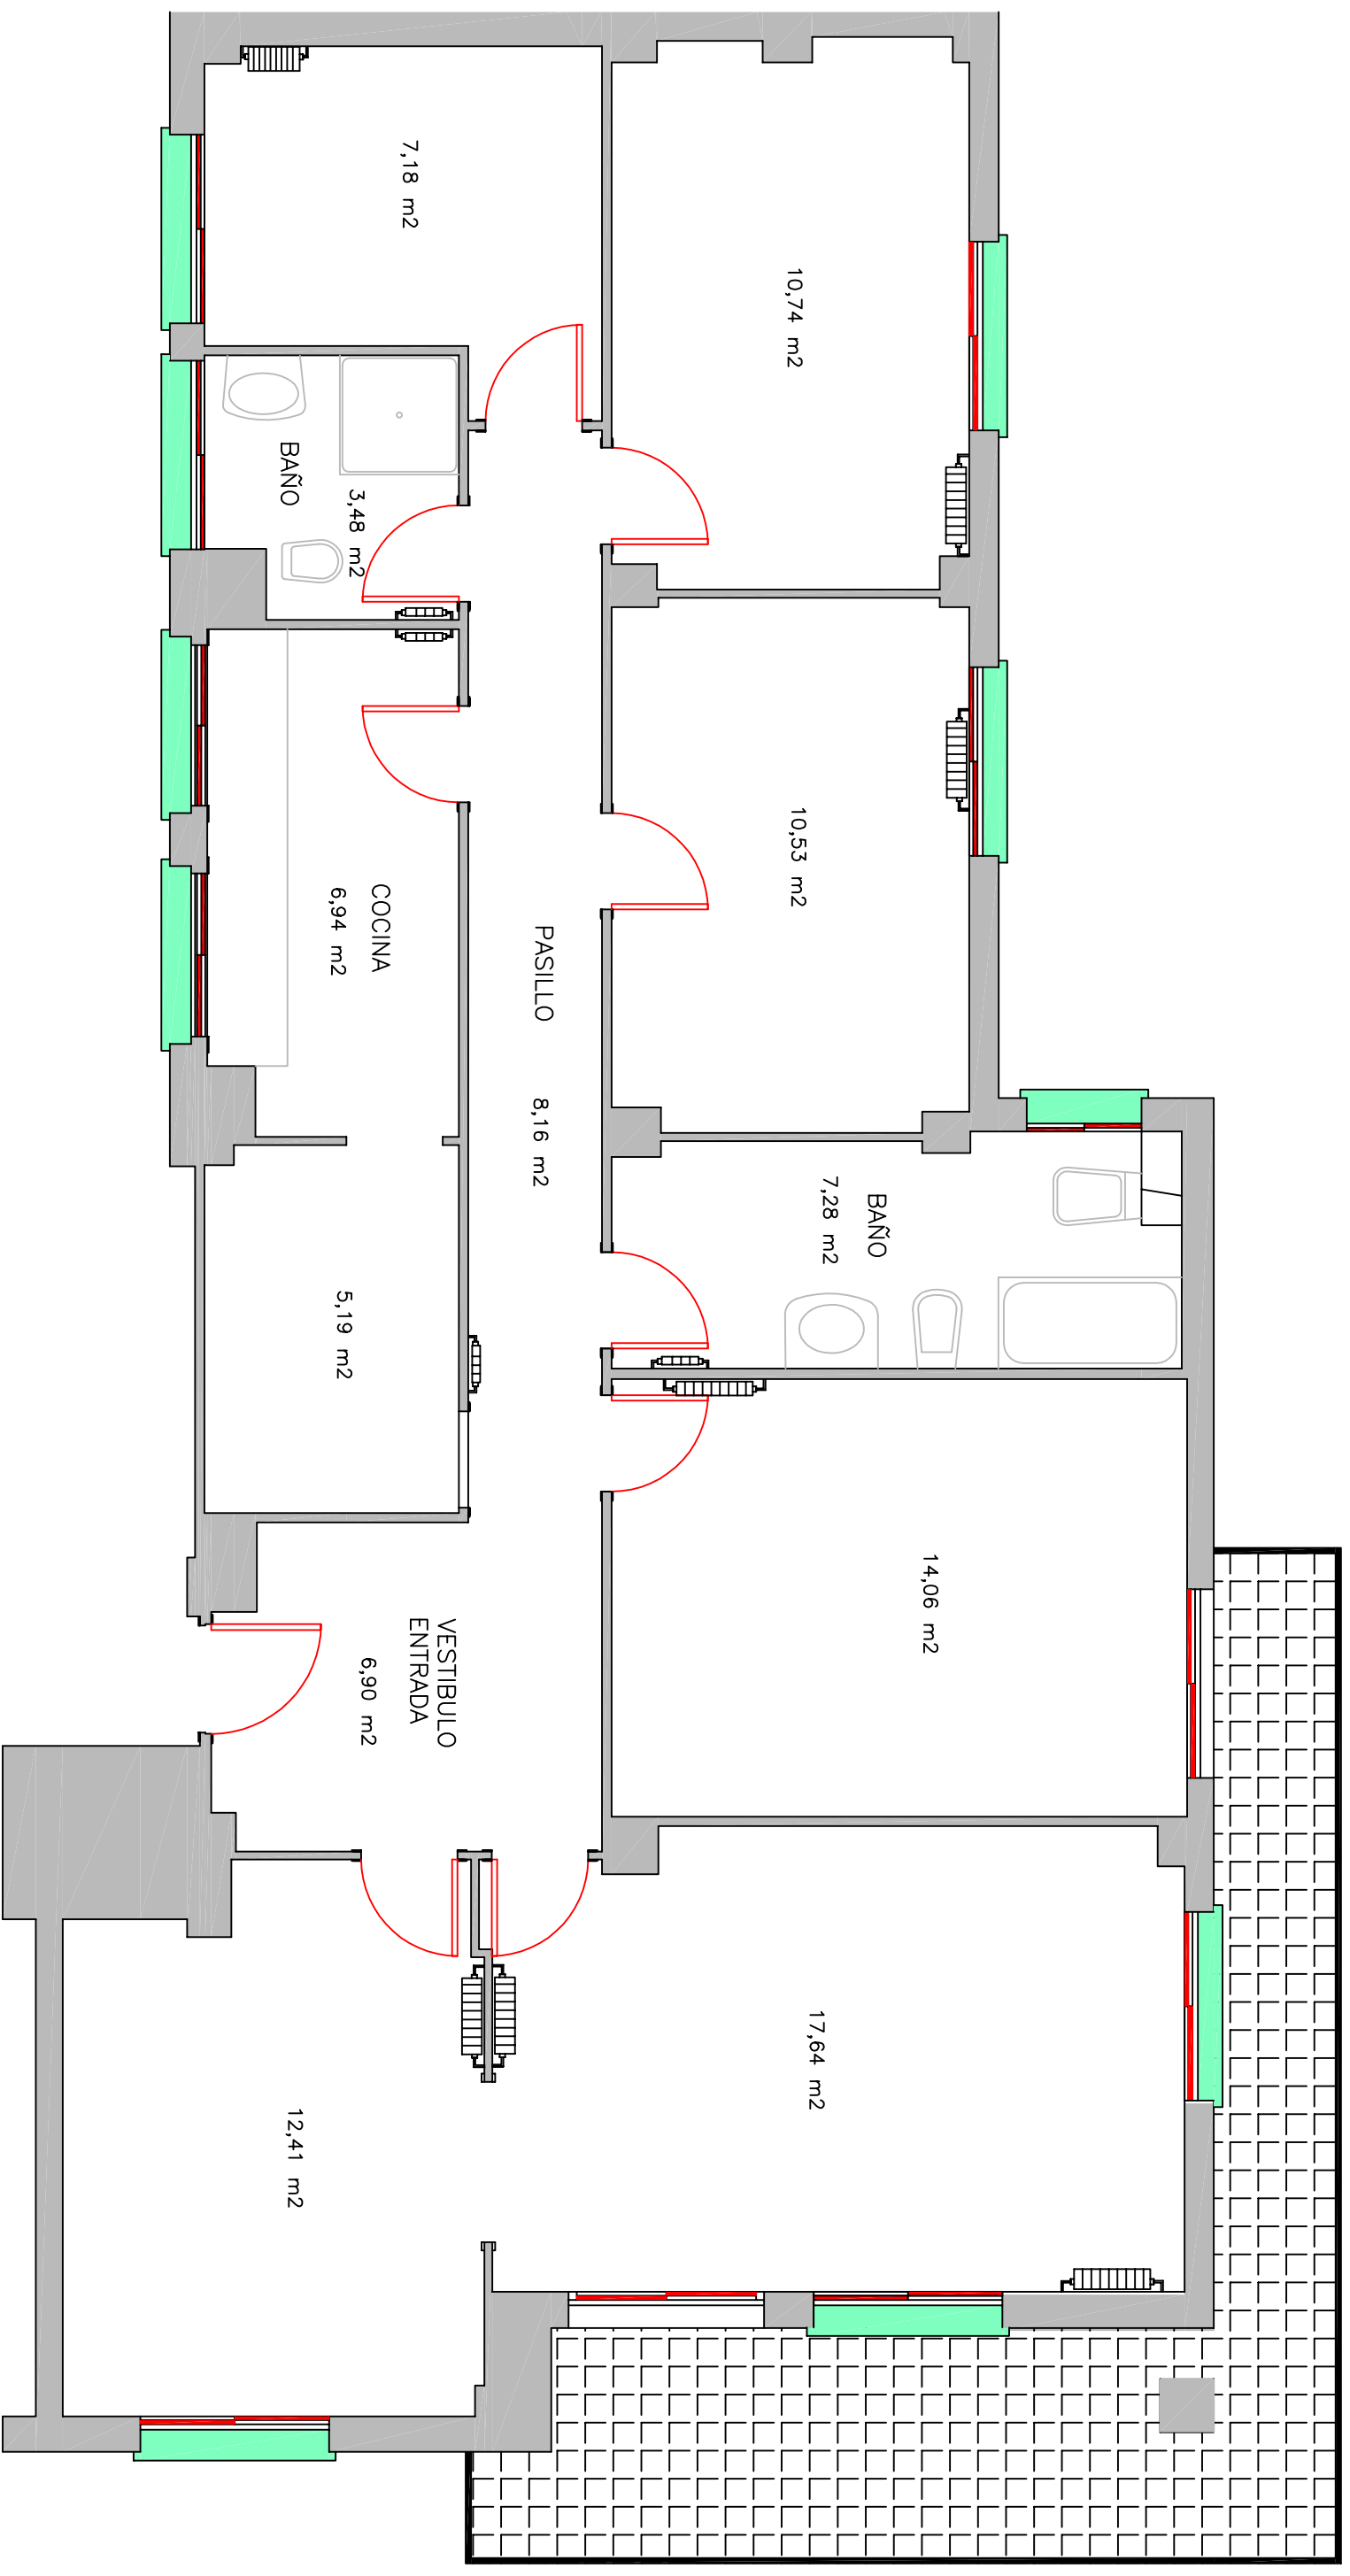 7,18 m2
10,74 m2
BAÑO
3,48 m2
10,53 m2
COCINA
6,94 m2
PASILLO
8,16 m2
BAÑO
7,28 m2
5,19 m2
14,06 m2
VESTIBULO
ENTRADA
6,90 m2
17,64 m2
12,41 m2